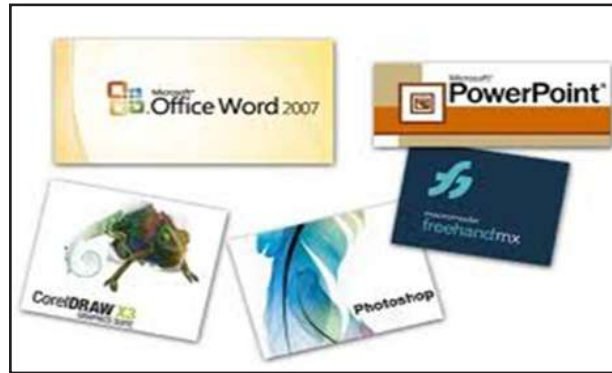 Microsoft®
Office Word 2007
Microsoft®
PowerPoint®
macromedia
freehandmx
CorelDRAW X3
GRAPHICS SUITE
Photoshop